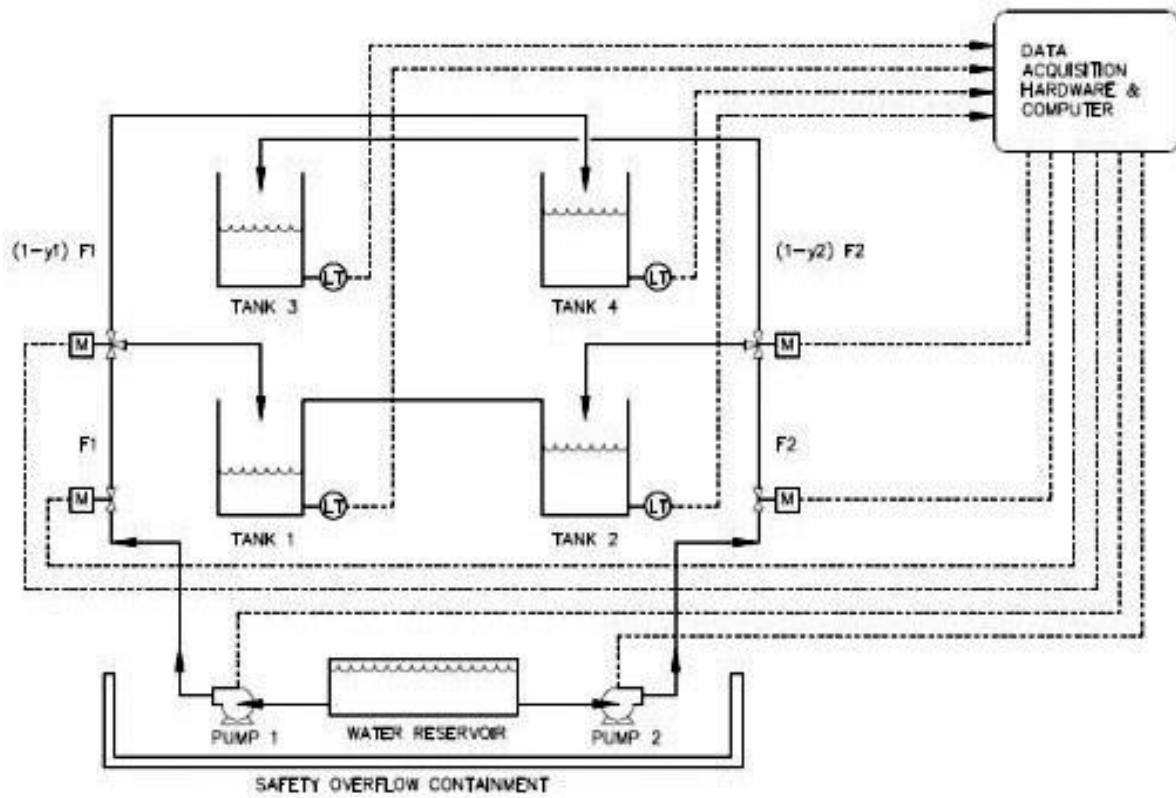 DATA
ACQUISITION
HARDWARE &
COMPUTER
(1-y1) F1
(1-y2) F2
LT
LT
TANK 3
TANK 4
M
M
F1
F2
M
LT
LT
M
TANK 1
TANK 2
PUMP 1
WATER RESERVOIR
PUMP 2
SAFETY OVERFLOW CONTAINMENT